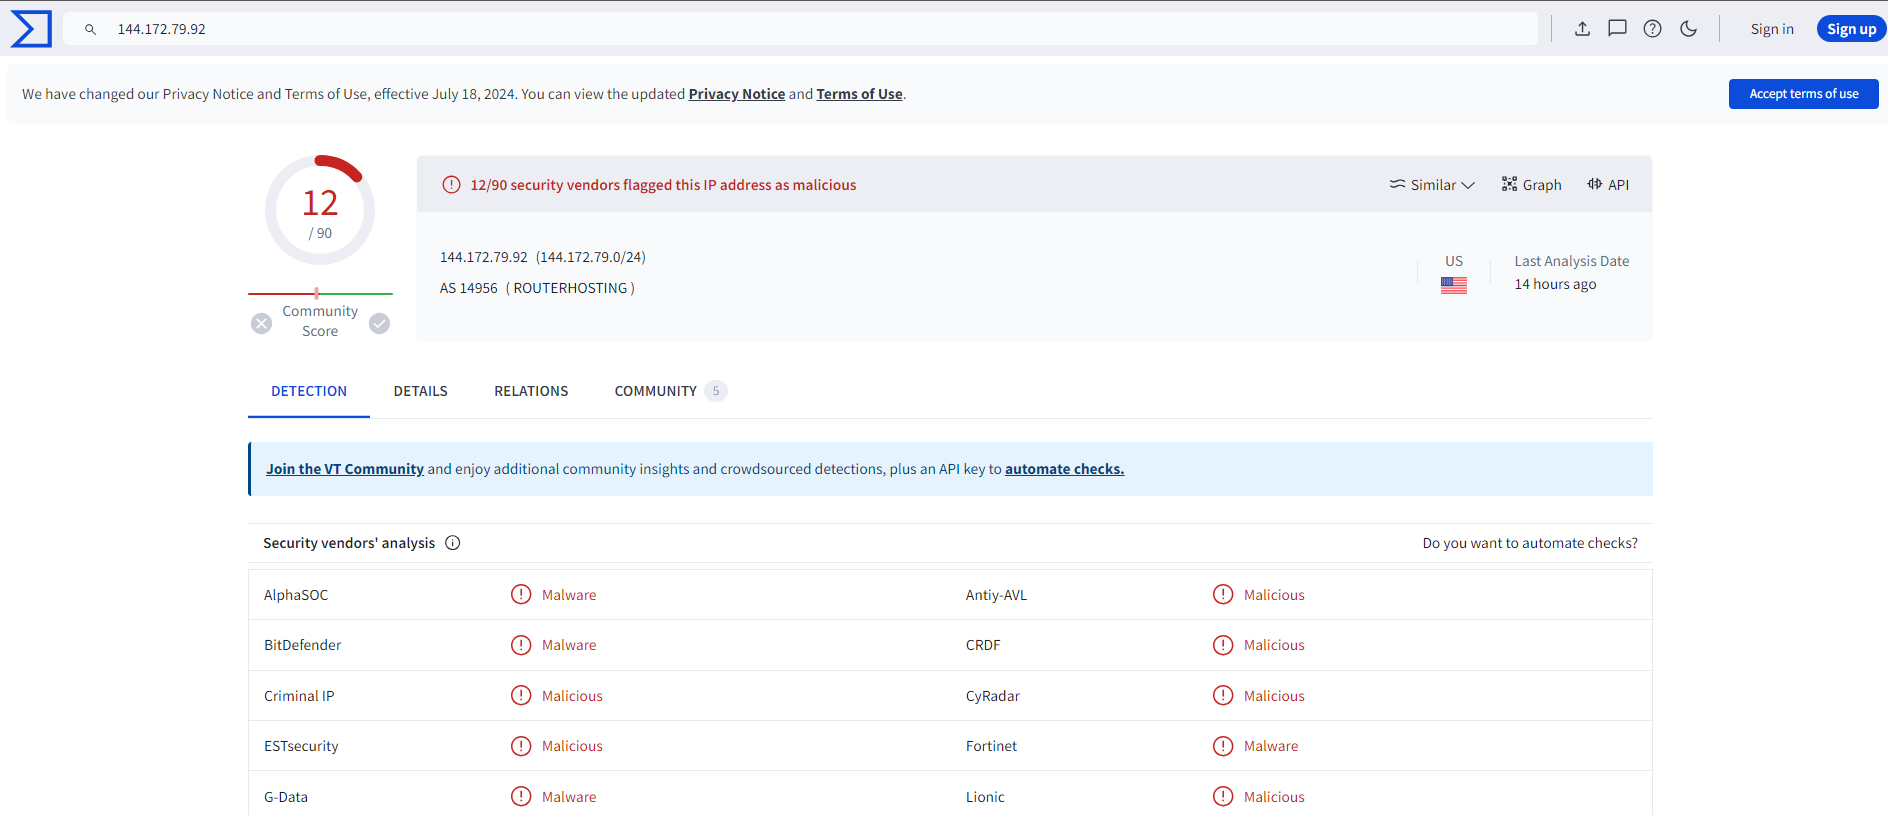 144.172.79.92
Sign in
Sign up
We have changed our Privacy Notice and Terms of Use, effective July 18, 2024. You can view the updated Privacy Notice and Terms of Use.
Accept terms of use
12
/ 90
Community
Score
12/90 security vendors flagged this IP address as malicious
Similar
Graph
API
144.172.79.92 (144.172.79.0/24)
AS 14956 ( ROUTERHOSTING )
US
Last Analysis Date
14 hours ago
DETECTION
DETAILS
RELATIONS
COMMUNITY 5
Join the VT Community and enjoy additional community insights and crowdsourced detections, plus an API key to automate checks.
Security vendors' analysis
Do you want to automate checks?
AlphaSOC Malware Antiy-AVL Malicious
BitDefender Malware CRDF Malicious
Criminal IP Malicious CyRadar Malicious
ESTsecurity Malicious Fortinet Malware
G-Data Malware Lionic Malicious